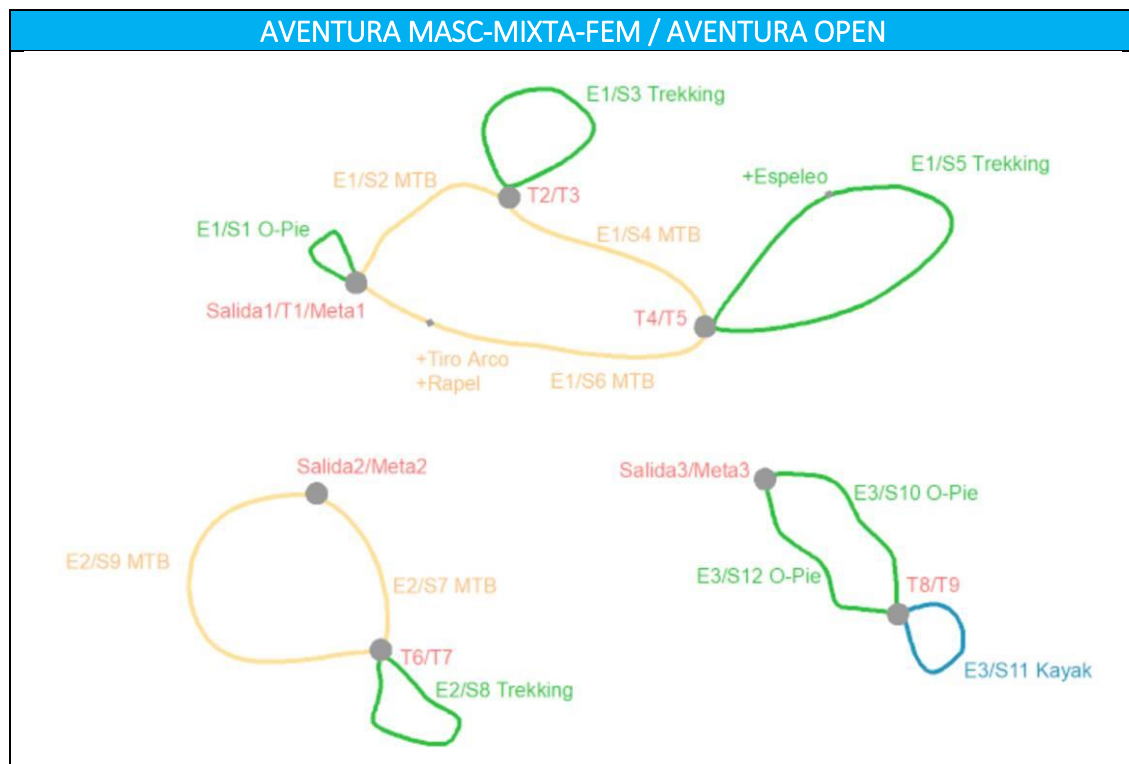 AVENTURA MASC-MIXTA-FEM / AVENTURA OPEN
E1/S3 Trekking
E1/S5 Trekking
+Espeleo
E1/S2 MTB
T2/T3
E1/S1 O-Pie
E1/S4 MTB
Salida1/T1/Meta1
T4/T5
+Tiro Arco
+Rapel
E1/S6 MTB
Salida2/Meta2
Salida3/Meta3
E3/S10 O-Pie
E2/S9 MTB
E2/S7 MTB
E3/S12 O-Pie
T8/T9
T6/T7
E3/S11 Kayak
E2/S8 Trekking